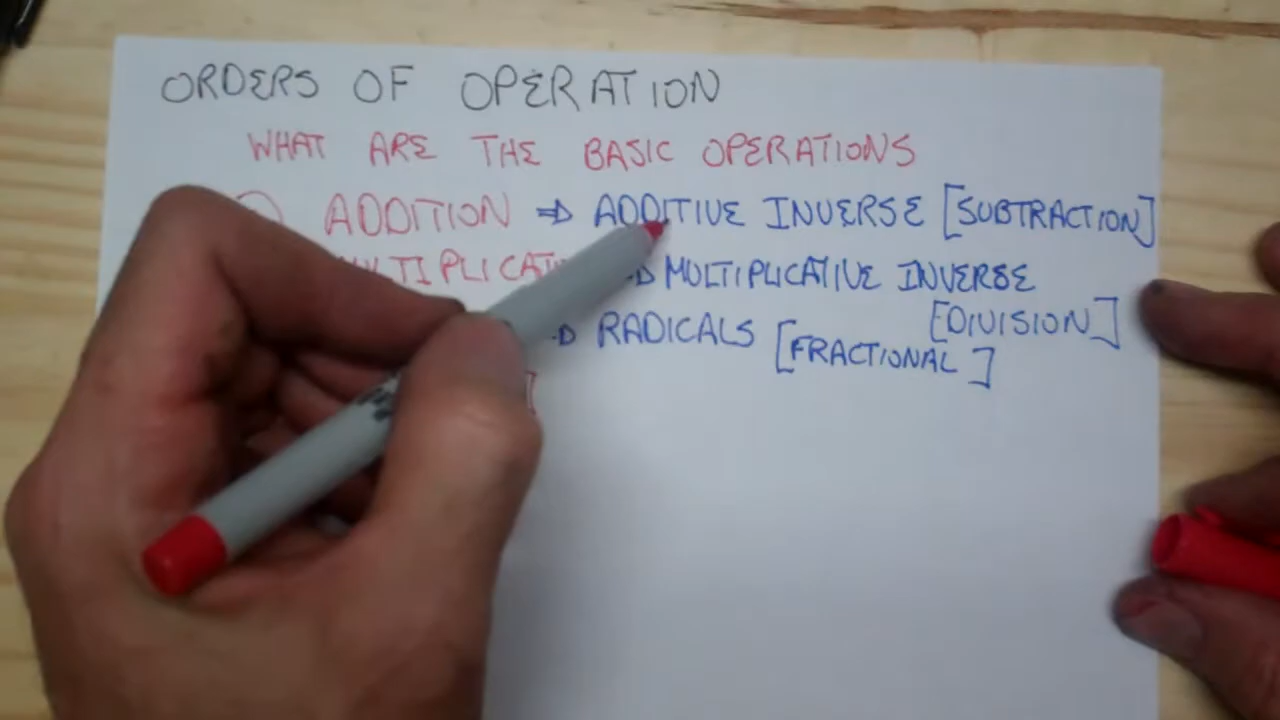 ORDERS OF OPERATION
WHAT ARE THE BASIC OPERATIONS
ADDITION ⇒ ADDITIVE INVERSE [SUBTRACTION]
MULTIPLICATIVE INVERSE
[DIVISION]
RADICALS [FRACTIONAL]